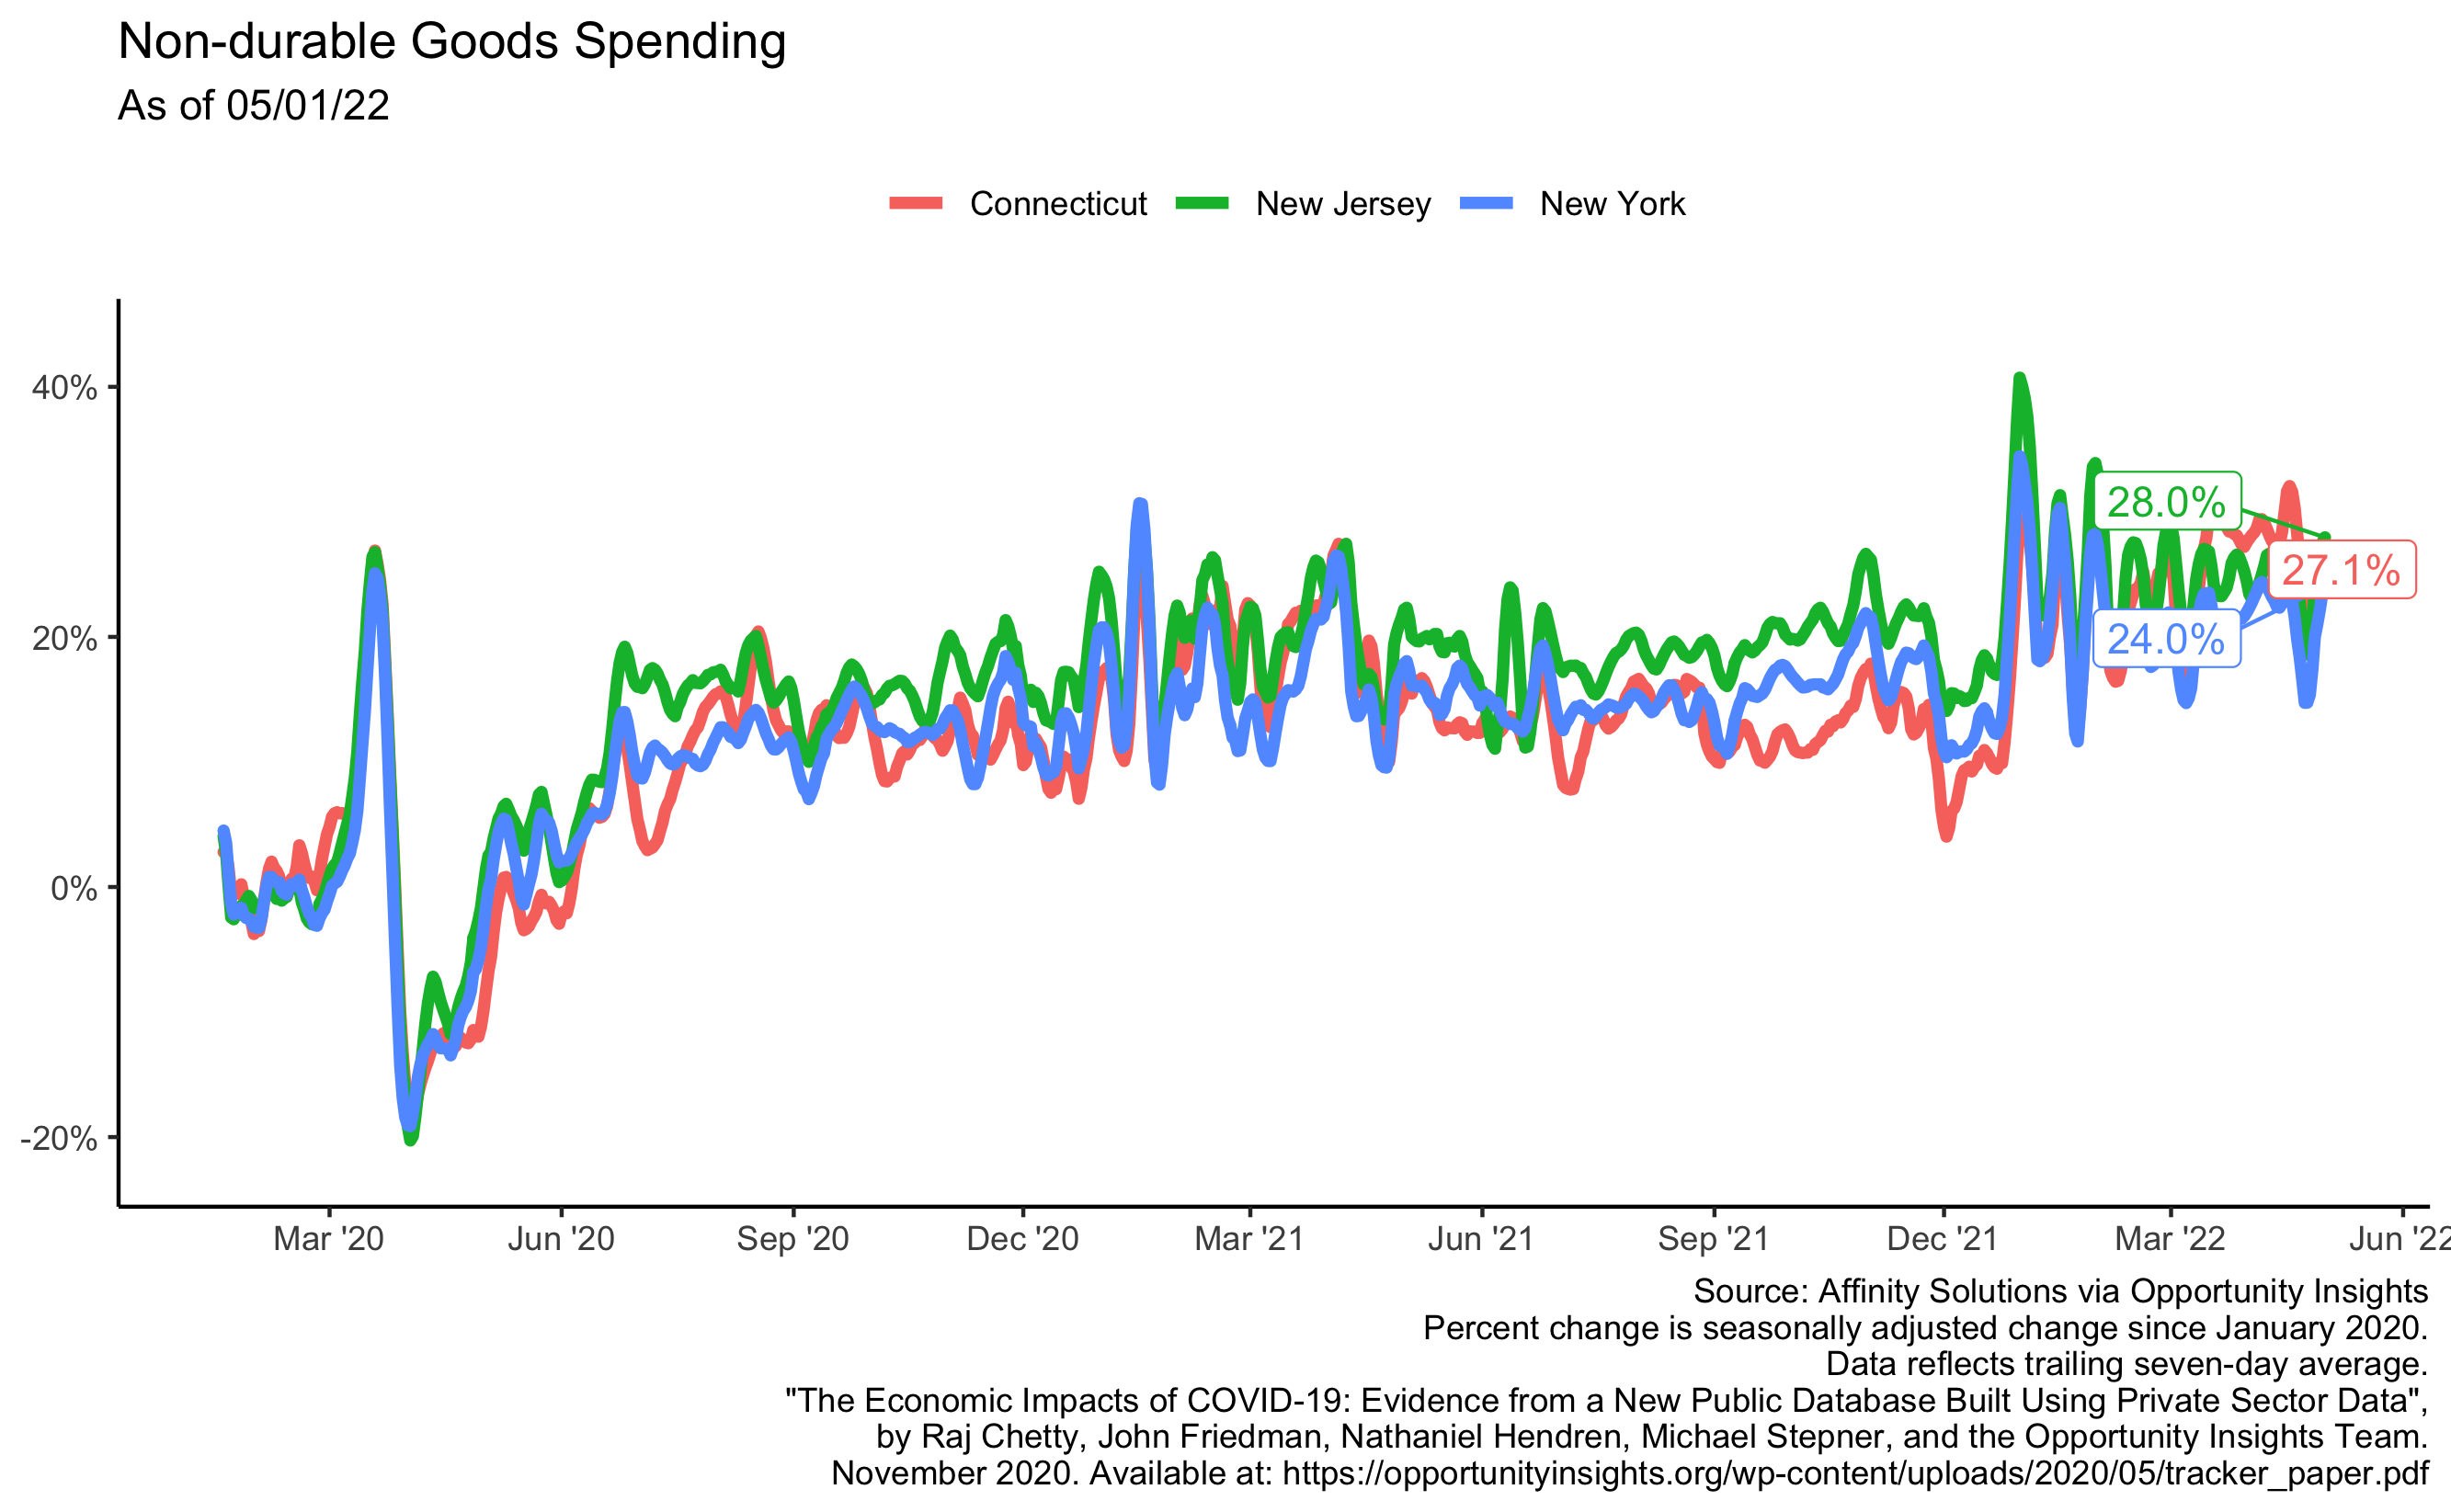 Non-durable Goods Spending
As of 05/01/22
Connecticut New Jersey New York
40%
20%
0%
-20%
28.0%
27.1%
24.0%
Mar '20 Jun '20 Sep '20 Dec '20 Mar '21 Jun '21 Sep '21 Dec '21 Mar '22 Jun '22
Source: Affinity Solutions via Opportunity Insights
Percent change is seasonally adjusted change since January 2020.
Data reflects trailing seven-day average.
"The Economic Impacts of COVID-19: Evidence from a New Public Database Built Using Private Sector Data",
by Raj Chetty, John Friedman, Nathaniel Hendren, Michael Stepner, and the Opportunity Insights Team.
November 2020. Available at: https://opportunityinsights.org/wp-content/uploads/2020/05/tracker_paper.pdf